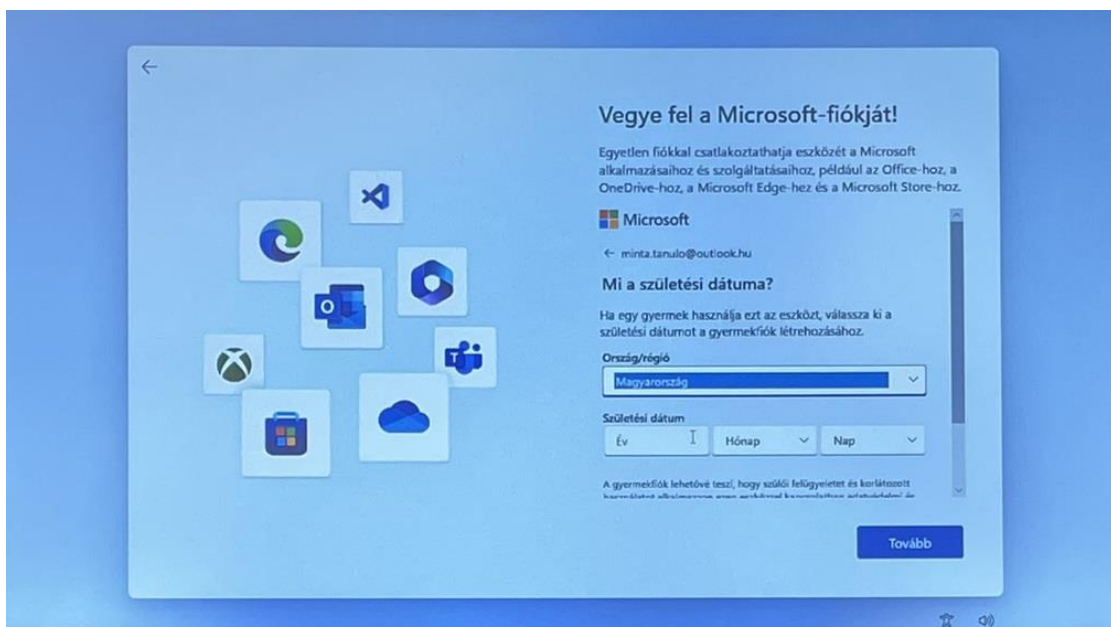 Vegye fel a Microsoft-fiókját!
Egyetlen fiókkal csatlakoztathatja eszközét a Microsoft
alkalmazásaihoz és szolgáltatásaihoz, például az Office-hoz, a
OneDrive-hoz, a Microsoft Edge-hez és a Microsoft Store-hoz.
Microsoft
← minta.tanulo@outlook.hu
Mi a születési dátuma?
Ha egy gyermek használja ezt az eszközt, válassza ki a
születési dátumot a gyermekfiók létrehozásához.
Ország/régió
Magyarország
Születési dátum
Év Hónap Nap
A gyermekfiók lehetővé teszi, hogy szülői felügyeletet és korlátozott
Tovább